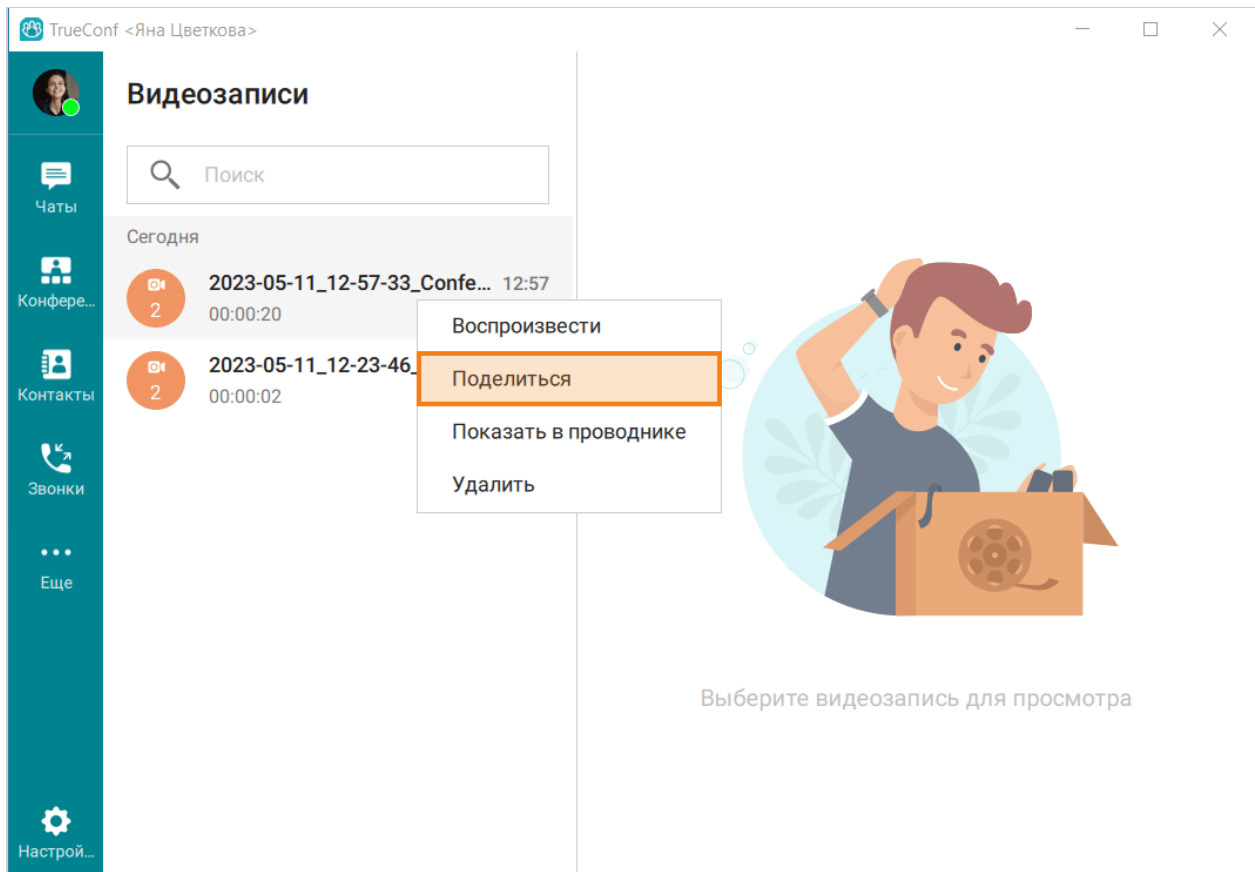 TrueConf <Яна Цветкова>
Видеозаписи
Поиск
Чаты
Сегодня
Конфере...
2023-05-11_12-57-33_Confe... 12:57
2
00:00:20
Воспроизвести
Контакты
2023-05-11_12-23-46_
2
00:00:02
Поделиться
Показать в проводнике
Звонки
Удалить
Еще
Выберите видеозапись для просмотра
Настрой...